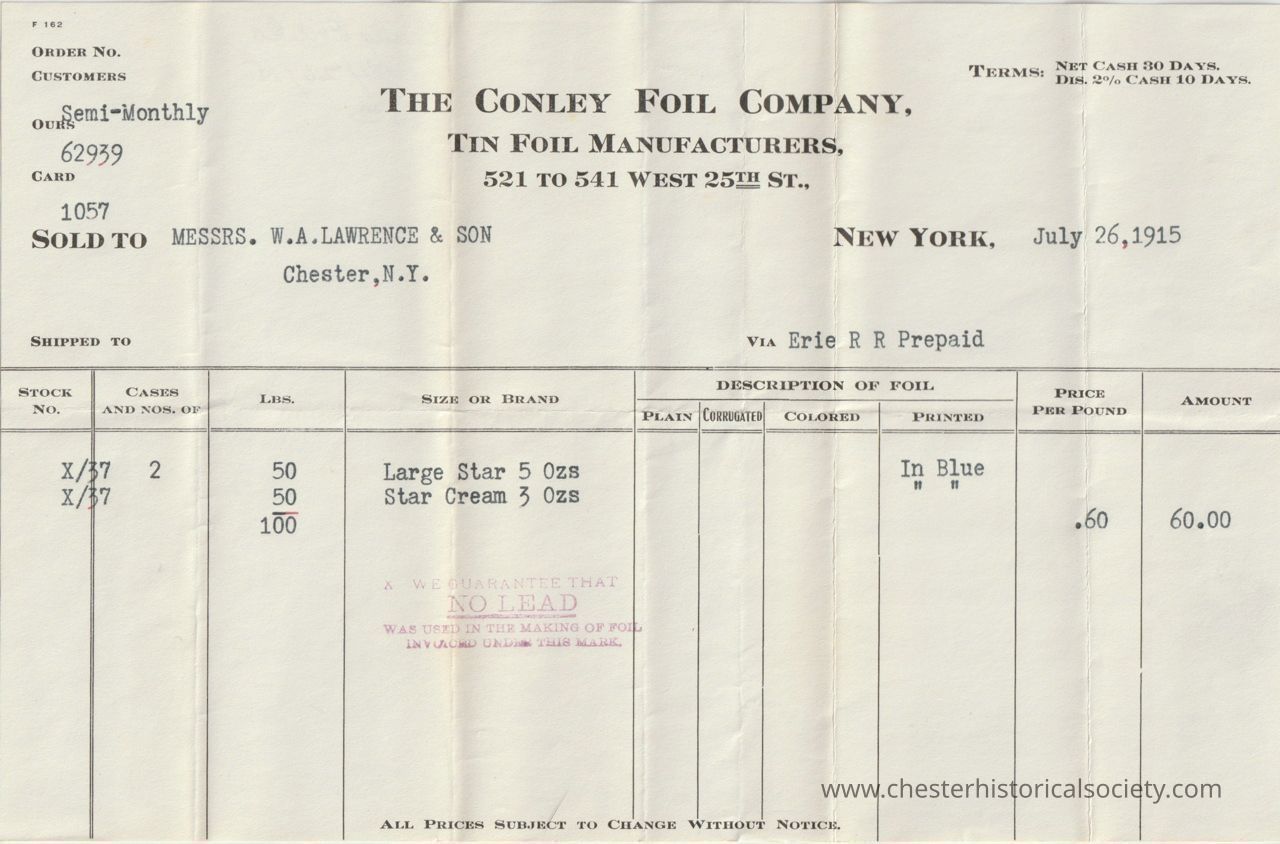 F 162
ORDER No.
CUSTOMERS
Semi-Monthly
OURS
62939
CARD
1057
TERMS: NET CASH 30 DAYS.
DIS. 2% CASH 10 DAYS.
THE CONLEY FOIL COMPANY,
TIN FOIL MANUFACTURERS,
521 TO 541 WEST 25TH ST.,
SOLD TO MESSRS. W.A.LAWRENCE & SON
Chester,N.Y.
NEW YORK, July 26,1915
SHIPPED TO
VIA Erie R R Prepaid
STOCK NO. CASES AND NOS. OF LBS. SIZE OR BRAND DESCRIPTION OF FOIL PRICE PER POUND AMOUNT
PLAIN CORRUGATED COLORED PRINTED
X/37 2 50 Large Star 5 Ozs In Blue
X/37 50 Star Cream 3 Ozs " "
100 .60 60.00
X WE GUARANTEE THAT
NO LEAD
WAS USED IN THE MAKING OF FOIL
INVOICED UNDER THIS MARK.
www.chesterhistoricalsociety.com
ALL PRICES SUBJECT TO CHANGE WITHOUT NOTICE.